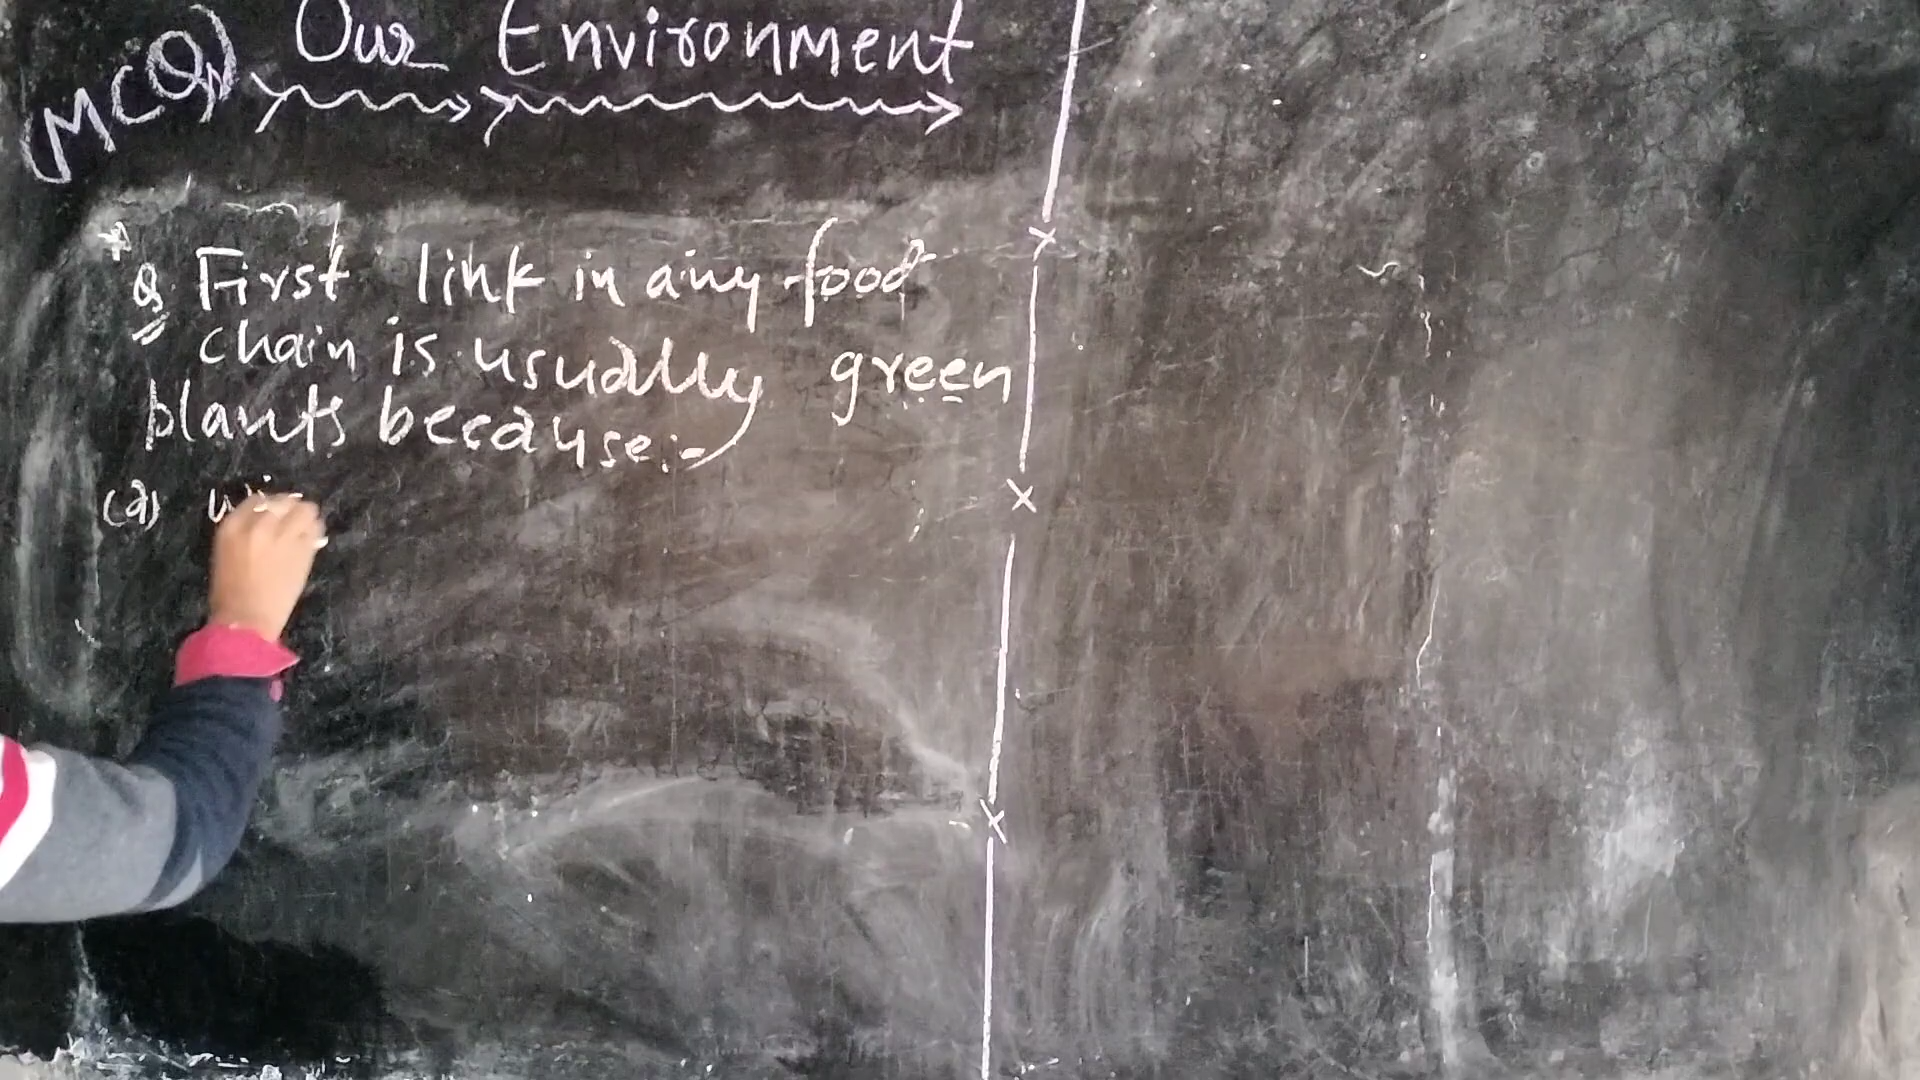 (MCQs) Our Environment
Q. First link in any food
chain is usually green
plants because:-
(a)